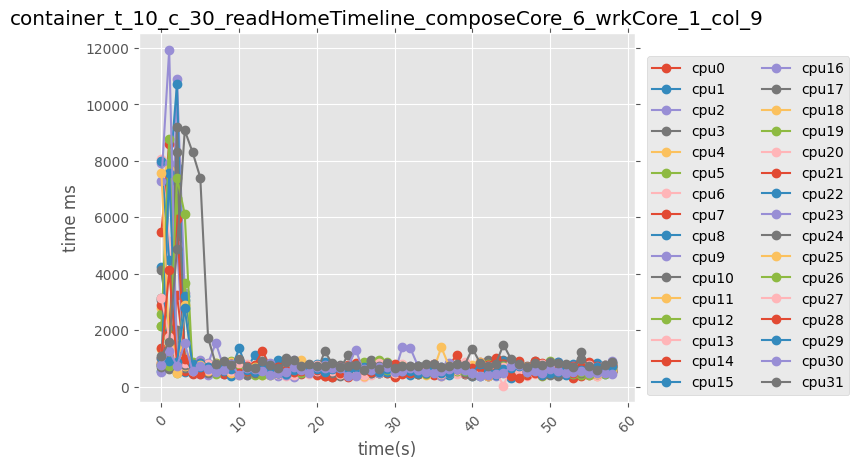 container_t_10_c_30_readHomeTimeline_composeCore_6_wrkCore_1_col_9
12000
10000
8000
6000
4000
2000
0
time ms
0
10
20
30
40
50
60
time(s)
cpu0
cpu1
cpu2
cpu3
cpu4
cpu5
cpu6
cpu7
cpu8
cpu9
cpu10
cpu11
cpu12
cpu13
cpu14
cpu15
cpu16
cpu17
cpu18
cpu19
cpu20
cpu21
cpu22
cpu23
cpu24
cpu25
cpu26
cpu27
cpu28
cpu29
cpu30
cpu31